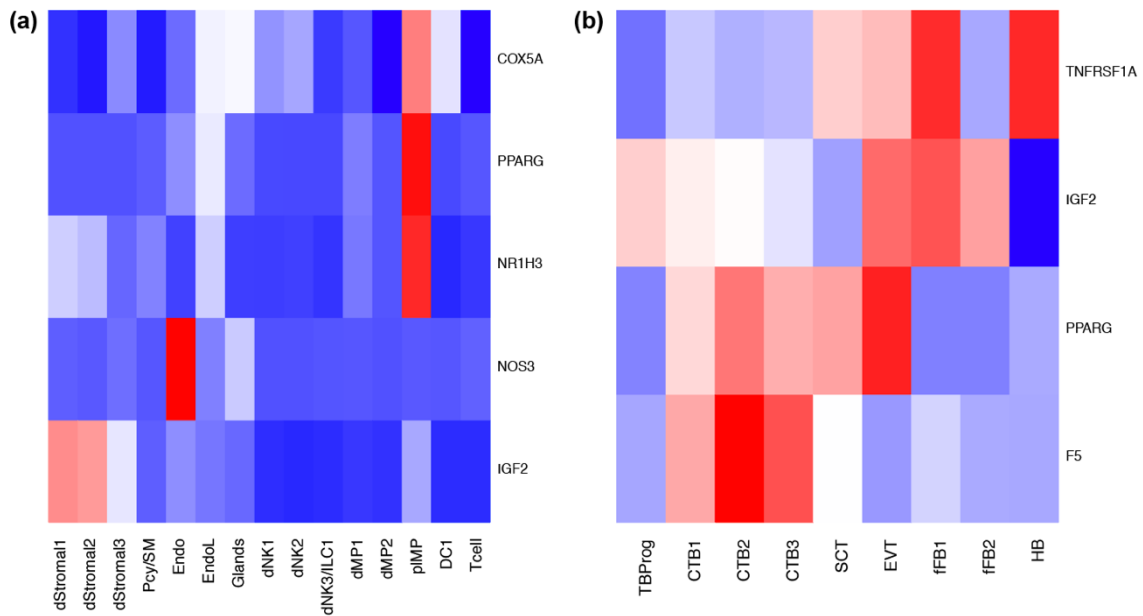 (a)
COX5A
PPARG
NR1H3
NOS3
IGF2
dStromal1
dStromal2
dStromal3
Pcy/SM
Endo
EndoL
Glands
dNK1
dNK2
dNK3/ILC1
dMP1
dMP2
plMP
DC1
Tcell
(b)
TNFRSF1A
IGF2
PPARG
F5
TBProg
CTB1
CTB2
CTB3
SCT
EVT
fFB1
fFB2
HB